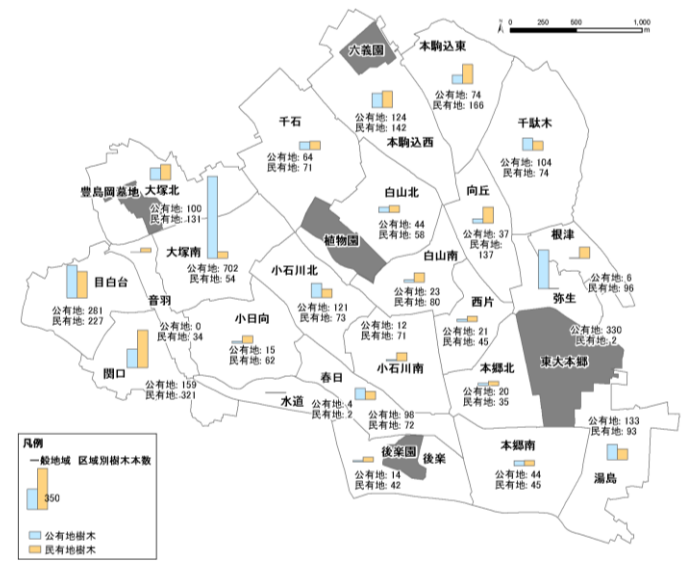 0 250 500 1,000
m
六義園
本駒込東
公有地: 74
民有地: 166
公有地: 124
民有地: 142
本駒込西
千石
公有地: 64
民有地: 71
千駄木
公有地: 104
民有地: 74
豊島岡墓地
大塚北
公有地: 100
民有地: 131
白山北
公有地: 44
民有地: 58
向丘
公有地: 37
民有地:
137
植物園
大塚南
公有地: 702
民有地: 54
白山南
公有地: 23
民有地: 80
根津
公有地: 6
民有地: 96
弥生
公有地: 330
民有地: 2
目白台
公有地: 281
民有地: 227
音羽
公有地: 0
民有地: 34
小石川北
公有地: 121
民有地: 73
西片
公有地: 21
民有地: 45
小日向
公有地: 15
民有地: 62
公有地: 12
民有地: 71
小石川南
東大本郷
関口
公有地: 159
民有地: 321
春日
公有地: 98
民有地: 72
水道
公有地: 4
民有地: 2
本郷北
公有地: 20
民有地: 35
後楽園
後楽
公有地: 14
民有地: 42
本郷南
公有地: 44
民有地: 45
公有地: 133
民有地: 93
湯島
凡例
一般地域 区域別樹木本数
350
公有地樹木
民有地樹木